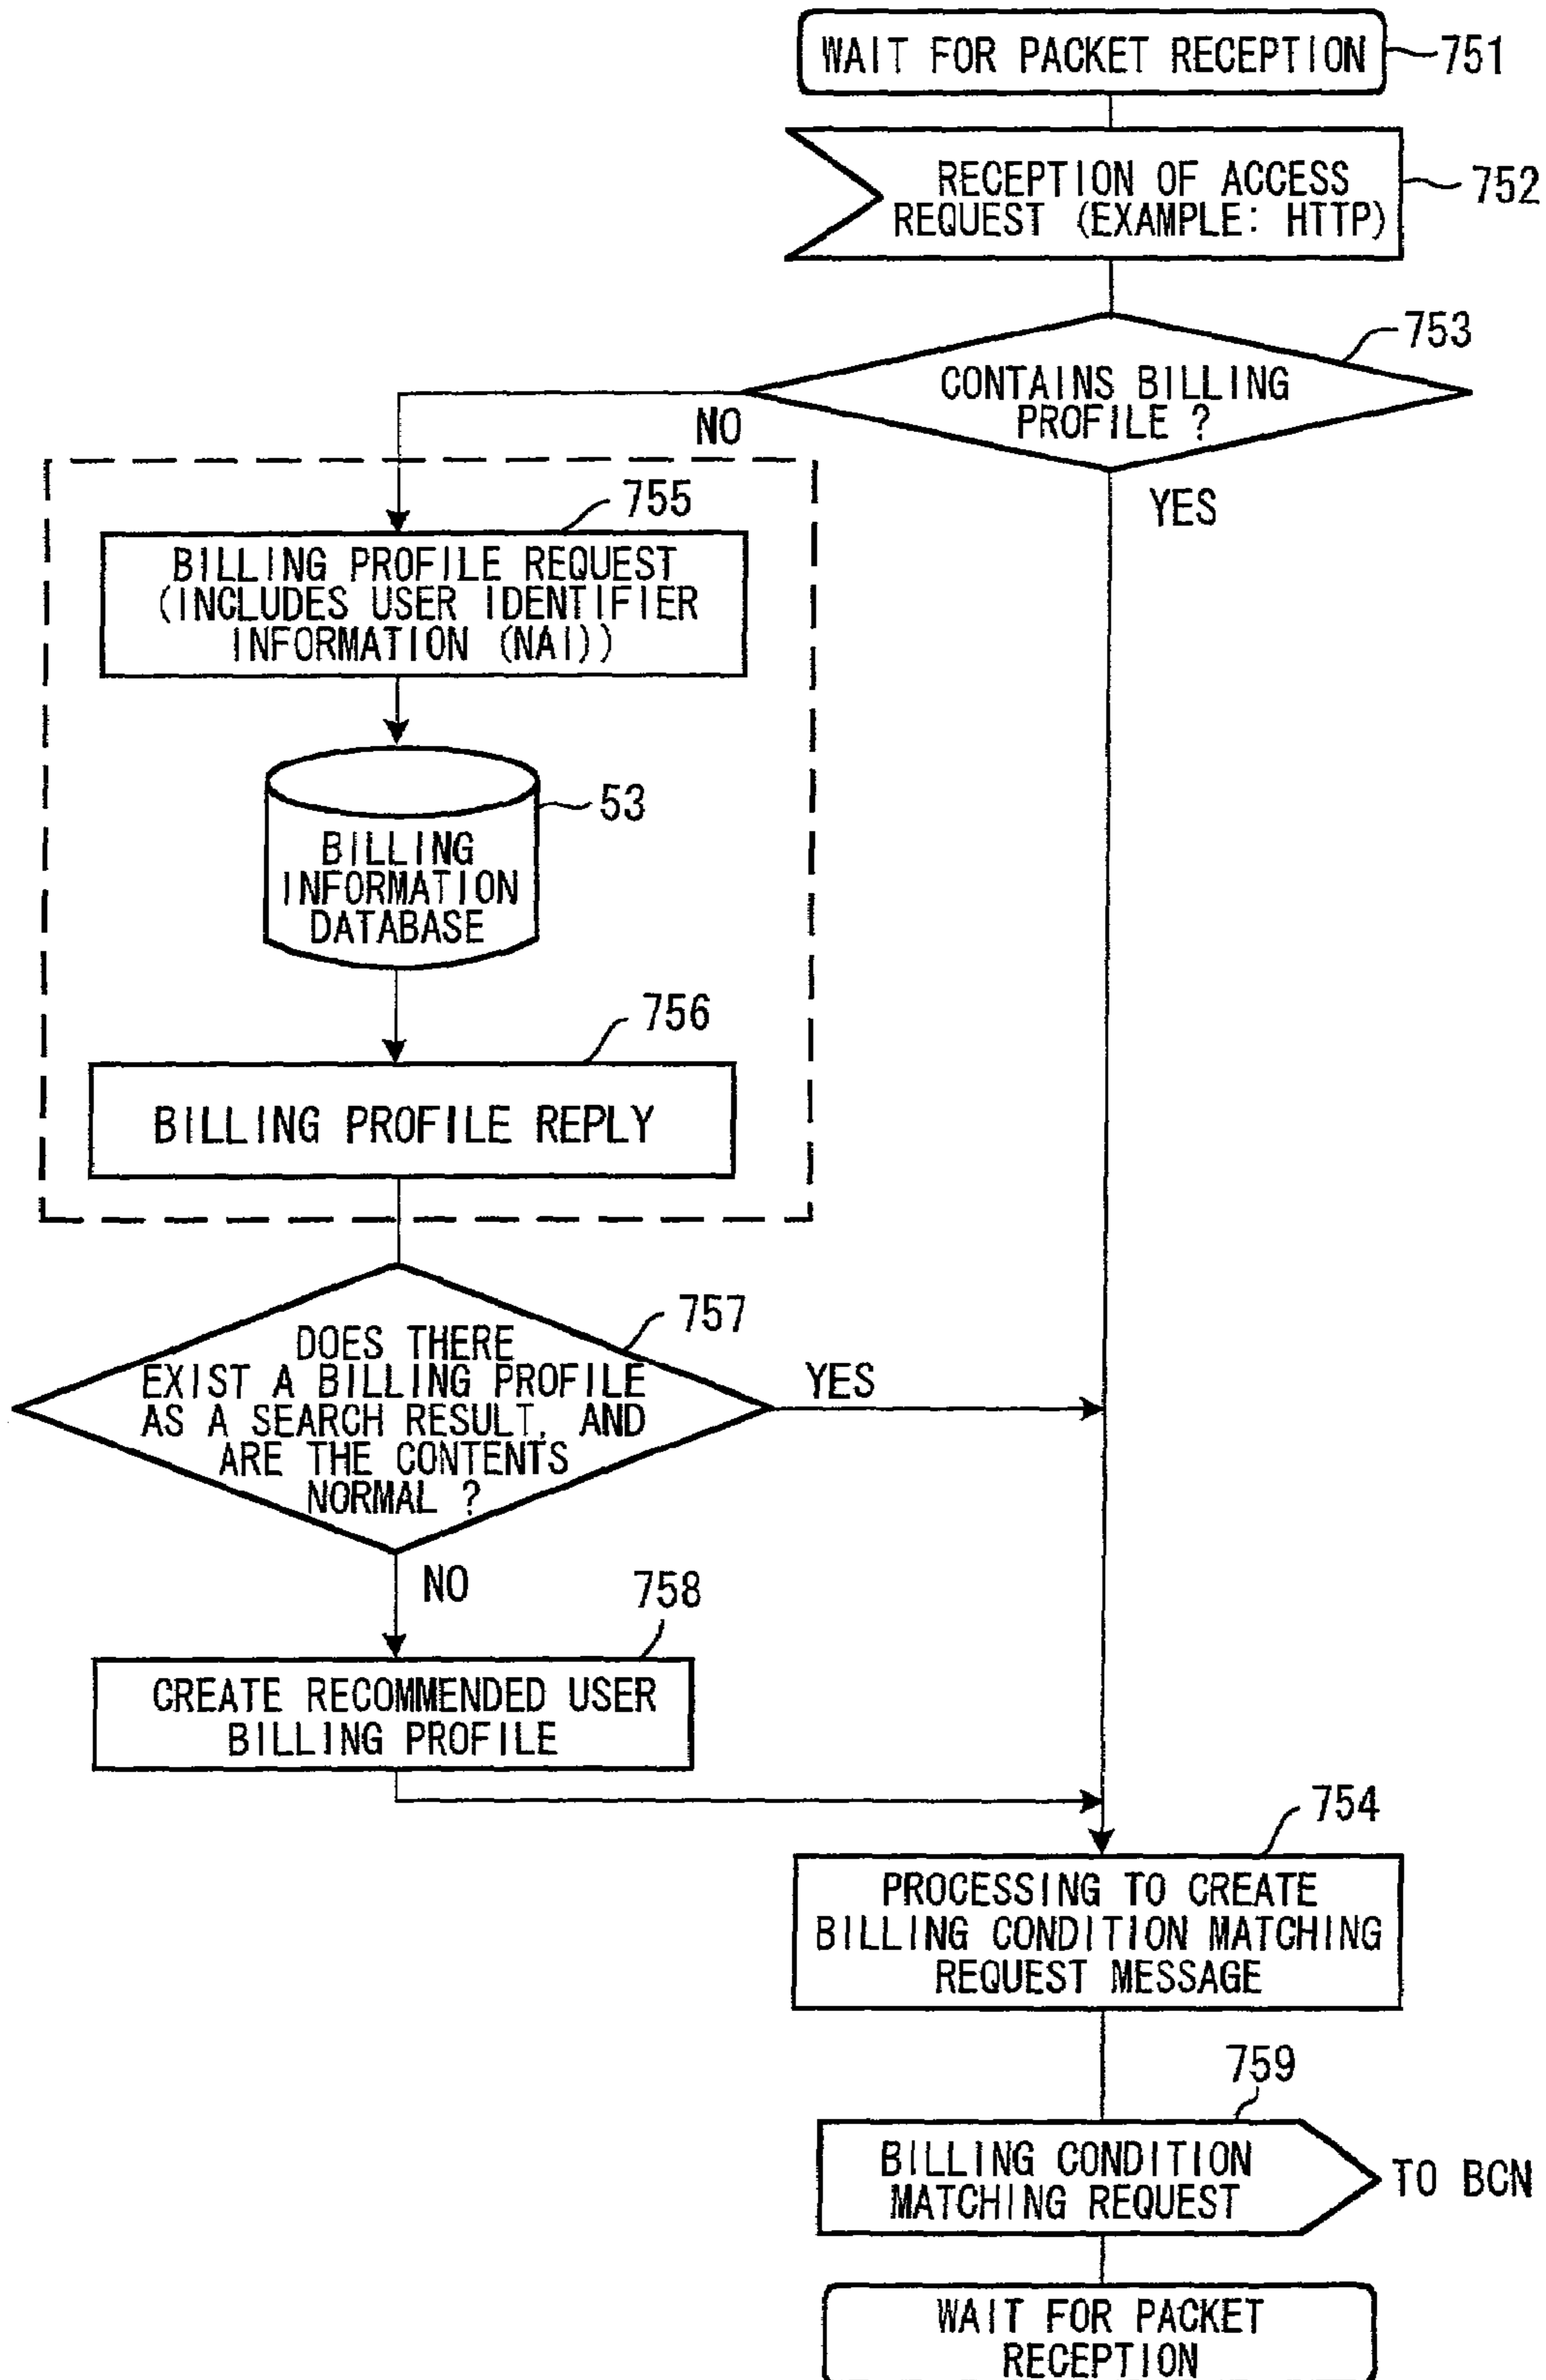 WAIT FOR PACKET RECEPTION
751
RECEPTION OF ACCESS
REQUEST (EXAMPLE: HTTP)
752
753
CONTAINS BILLING
PROFILE ?
NO
YES
755
BILLING PROFILE REQUEST
(INCLUDES USER IDENTIFIER
INFORMATION (NAI))
53
BILLING
INFORMATION
DATABASE
756
BILLING PROFILE REPLY
757
DOES THERE
EXIST A BILLING PROFILE
AS A SEARCH RESULT, AND
ARE THE CONTENTS
NORMAL ?
YES
NO
758
CREATE RECOMMENDED USER
BILLING PROFILE
754
PROCESSING TO CREATE
BILLING CONDITION MATCHING
REQUEST MESSAGE
759
BILLING CONDITION
MATCHING REQUEST
TO BCN
WAIT FOR PACKET
RECEPTION